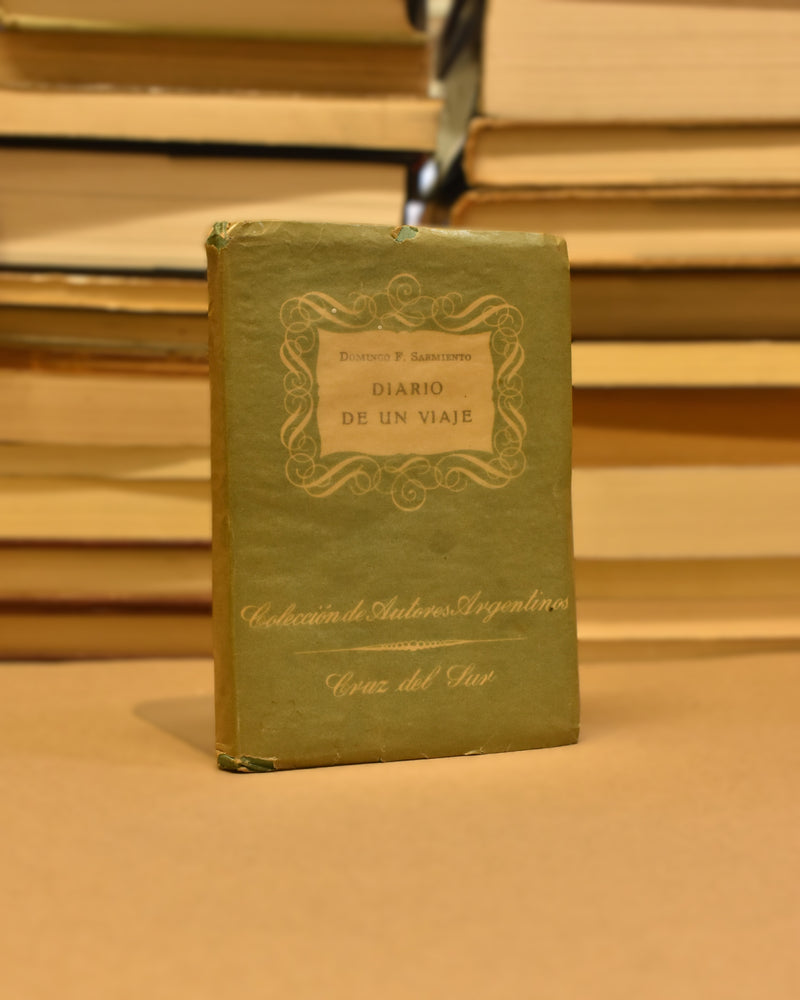 Domingo F. Sarmiento
DIARIO
DE UN VIAJE
Colección de Autores Argentinos
Cruz del Sur